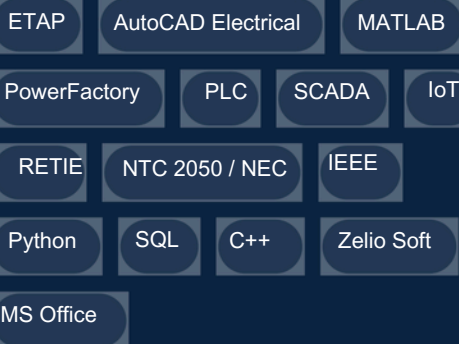 ETAP AutoCAD Electrical MATLAB
PowerFactory PLC SCADA IoT
RETIE NTC 2050 / NEC IEEE
Python SQL C++ Zelio Soft
MS Office